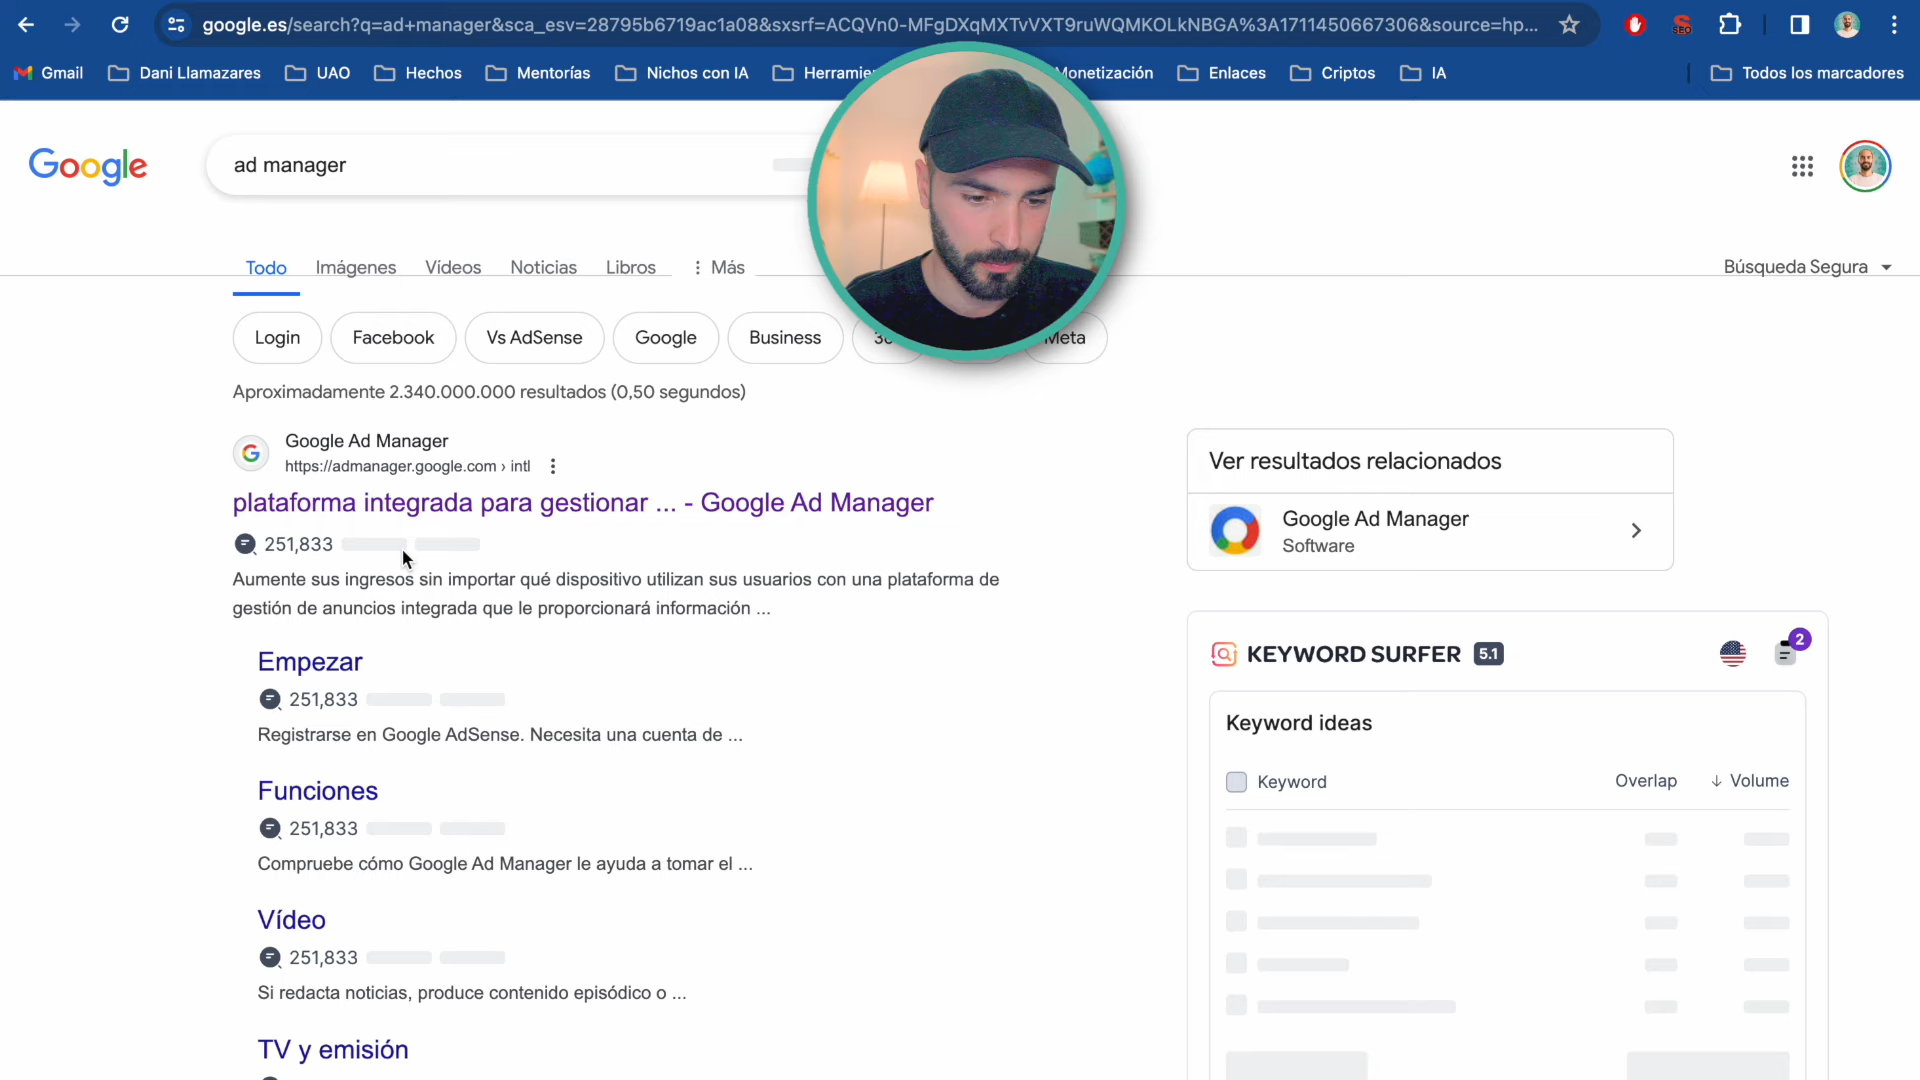 google.es/search?q=ad+manager&sca_esv=28795b6719ac1a08&sxsrf=ACQVn0-MFgDXqMXTvVXT9ruWQMKOLkNBGA%3A1711450667306&source=hp...
Gmail Dani Llamazares UAO Hechos Mentorías Nichos con IA Monetización Enlaces Criptos IA Todos los marcadores
Google
ad manager
Todo Imágenes Vídeos Noticias Libros Más Búsqueda Segura
Login Facebook Vs AdSense Google Business Meta
Aproximadamente 2.340.000.000 resultados (0,50 segundos)
Google Ad Manager
https://admanager.google.com › intl
plataforma integrada para gestionar ... - Google Ad Manager
251,833
Aumente sus ingresos sin importar qué dispositivo utilizan sus usuarios con una plataforma de
gestión de anuncios integrada que le proporcionará información ...
Empezar
251,833
Registrarse en Google AdSense. Necesita una cuenta de ...
Funciones
251,833
Compruebe cómo Google Ad Manager le ayuda a tomar el ...
Vídeo
251,833
Si redacta noticias, produce contenido episódico o ...
TV y emisión
Ver resultados relacionados
Google Ad Manager
Software
KEYWORD SURFER 5.1
2
Keyword ideas
Keyword Overlap Volume
SEO